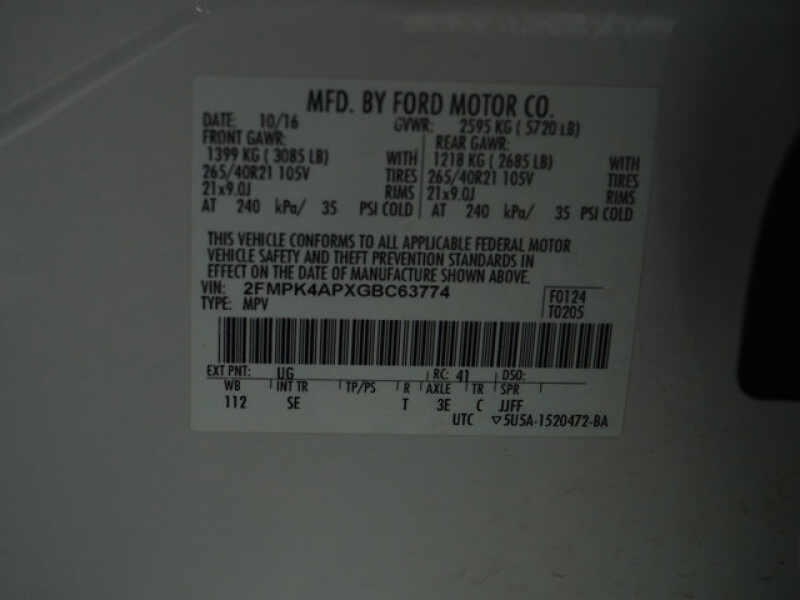 MFD. BY FORD MOTOR CO.
DATE: 10/16 GVWR: 2595 KG ( 5720 LB)
FRONT GAWR: REAR GAWR:
1399 KG ( 3085 LB) WITH 1218 KG ( 2685 LB) WITH
265/40R21 105V TIRES 265/40R21 105V TIRES
21x9.0J RIMS 21x9.0J RIMS
AT 240 kPa/ 35 PSI COLD AT 240 kPa/ 35 PSI COLD
THIS VEHICLE CONFORMS TO ALL APPLICABLE FEDERAL MOTOR
VEHICLE SAFETY AND THEFT PREVENTION STANDARDS IN
EFFECT ON THE DATE OF MANUFACTURE SHOWN ABOVE.
VIN: 2FMPK4APXGBC63774
TYPE: MPV
F0124
T0205
EXT PNT: UG RC: 41 DSO:
WB INT TR TP/PS R AXLE TR SPR
112 SE T 3E C JJFF
UTC ▽5U5A-1520472-BA